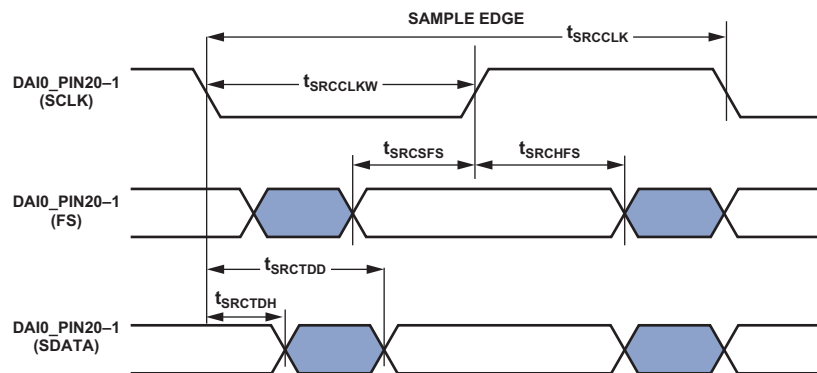 SAMPLE EDGE
tSRCCLK
DAI0_PIN20–1
(SCLK)
tSRCCLKW
tSRCSFS
tSRCHFS
DAI0_PIN20–1
(FS)
tSRCTDD
tSRCTDH
DAI0_PIN20–1
(SDATA)